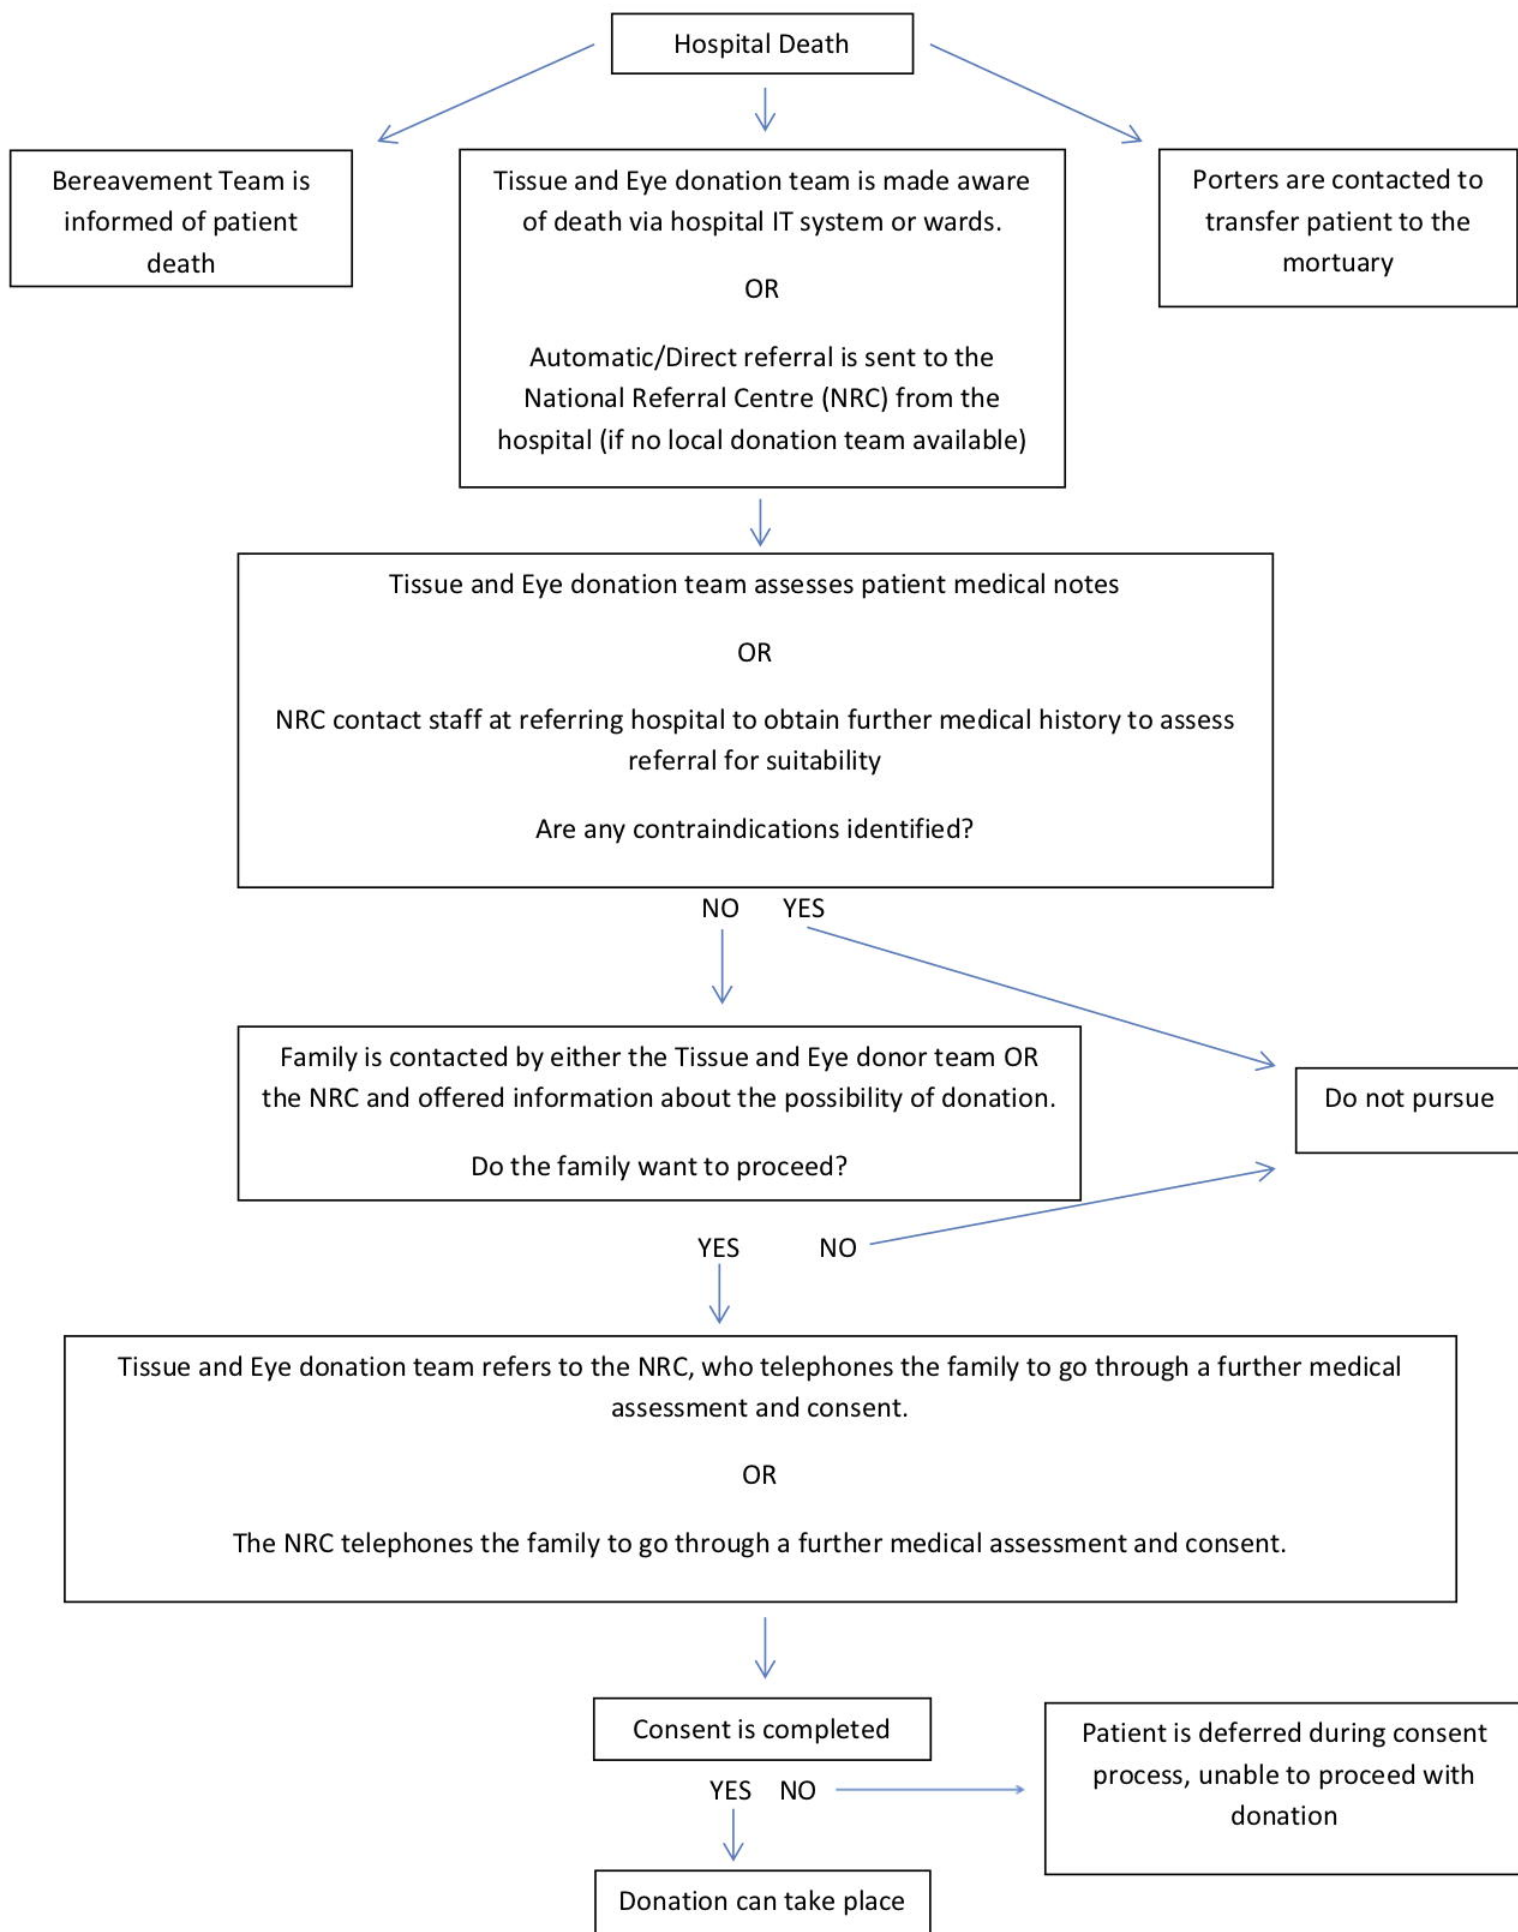 Hospital Death
Bereavement Team is
informed of patient
death
Tissue and Eye donation team is made aware
of death via hospital IT system or wards.
OR
Automatic/Direct referral is sent to the
National Referral Centre (NRC) from the
hospital (if no local donation team available)
Porters are contacted to
transfer patient to the
mortuary
Tissue and Eye donation team assesses patient medical notes
OR
NRC contact staff at referring hospital to obtain further medical history to assess
referral for suitability
Are any contraindications identified?
NO YES
Family is contacted by either the Tissue and Eye donor team OR
the NRC and offered information about the possibility of donation.
Do the family want to proceed?
Do not pursue
YES NO
Tissue and Eye donation team refers to the NRC, who telephones the family to go through a further medical
assessment and consent.
OR
The NRC telephones the family to go through a further medical assessment and consent.
Consent is completed
YES NO
Patient is deferred during consent
process, unable to proceed with
donation
Donation can take place